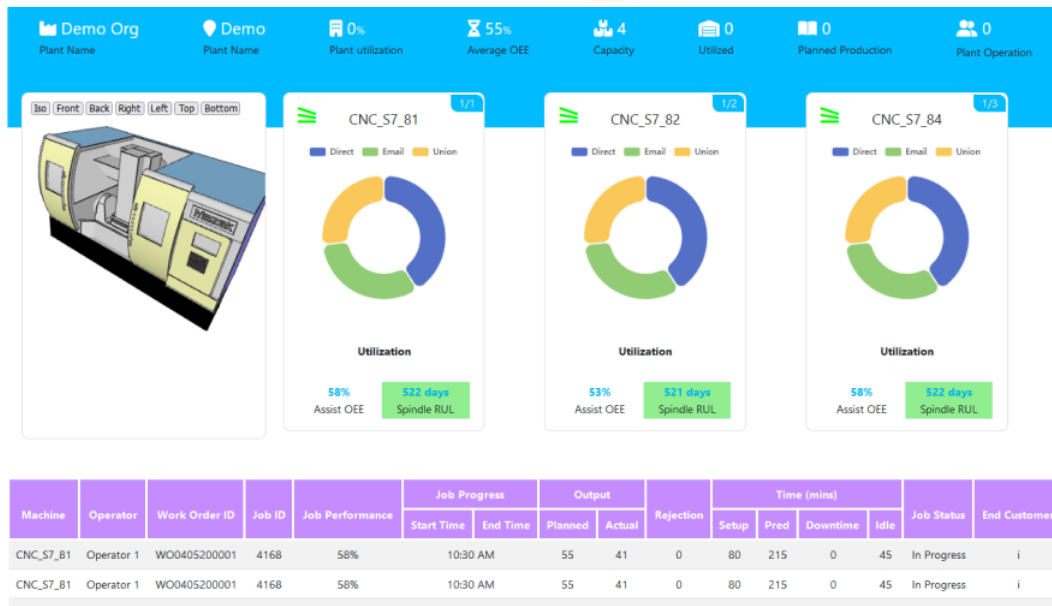 Demo Org Demo 0% 55% 4 0 0 0
Plant Name Plant Name Plant utilization Average OEE Capacity Utilized Planned Production Plant Operation
Iso Front Back Right Left Top Bottom
Mazak
1/1
CNC_S7_81
Direct Email Union
Utilization
58% 522 days
Assist OEE Spindle RUL
1/2
CNC_S7_82
Direct Email Union
Utilization
53% 521 days
Assist OEE Spindle RUL
1/3
CNC_S7_84
Direct Email Union
Utilization
58% 522 days
Assist OEE Spindle RUL
Machine Operator Work Order ID Job ID Job Performance Job Progress Output Rejection Time (mins) Job Status End Customer
Start Time End Time Planned Actual Setup Pred Downtime Idle
CNC_S7_81 Operator 1 WO0405200001 4168 58% 10:30 AM 55 41 0 80 215 0 45 In Progress i
CNC_S7_81 Operator 1 WO0405200001 4168 58% 10:30 AM 55 41 0 80 215 0 45 In Progress i